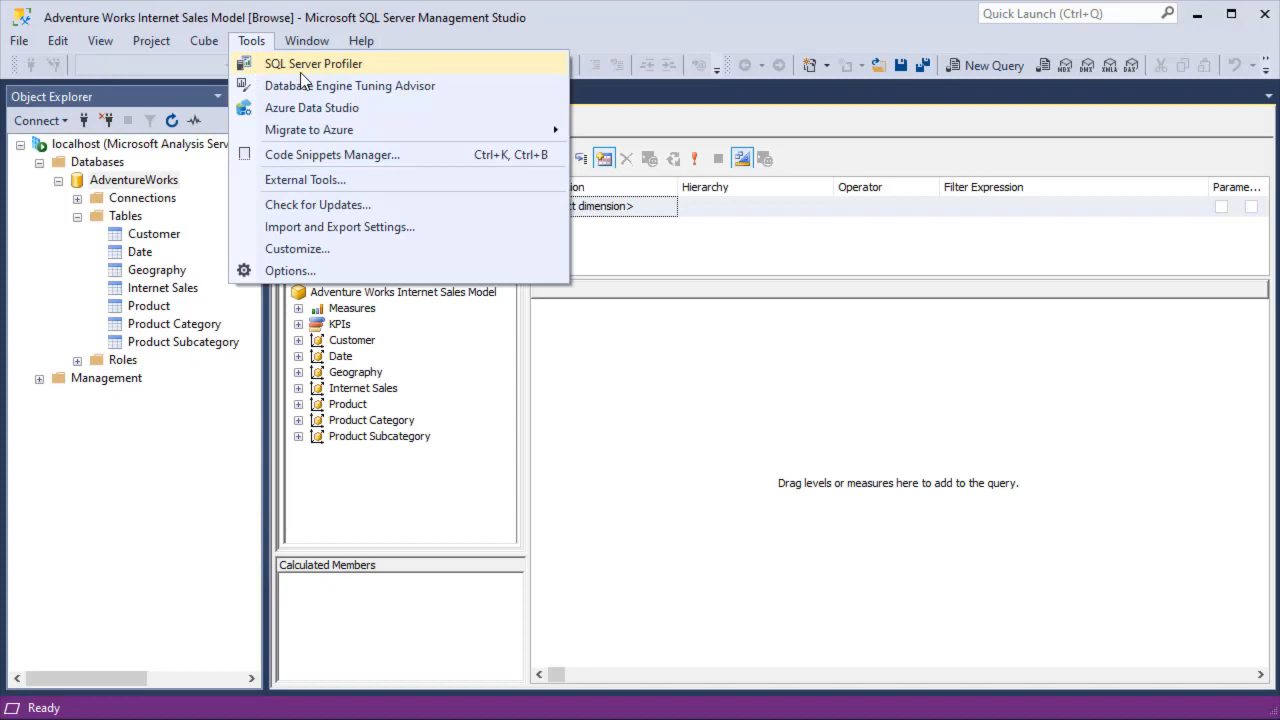 Adventure Works Internet Sales Model [Browse] - Microsoft SQL Server Management Studio
Quick Launch (Ctrl+Q)
File Edit View Project Cube Tools Window Help
New Query
SQL Server Profiler
Database Engine Tuning Advisor
Azure Data Studio
Migrate to Azure
Code Snippets Manager... Ctrl+K, Ctrl+B
External Tools...
Check for Updates...
Import and Export Settings...
Customize...
Options...
Object Explorer
Connect
localhost (Microsoft Analysis Serv
Databases
AdventureWorks
Connections
Tables
Customer
Date
Geography
Internet Sales
Product
Product Category
Product Subcategory
Roles
Management
Hierarchy Operator Filter Expression Parame...
dimension>
Adventure Works Internet Sales Model
Measures
KPIs
Customer
Date
Geography
Internet Sales
Product
Product Category
Product Subcategory
Calculated Members
Drag levels or measures here to add to the query.
Ready